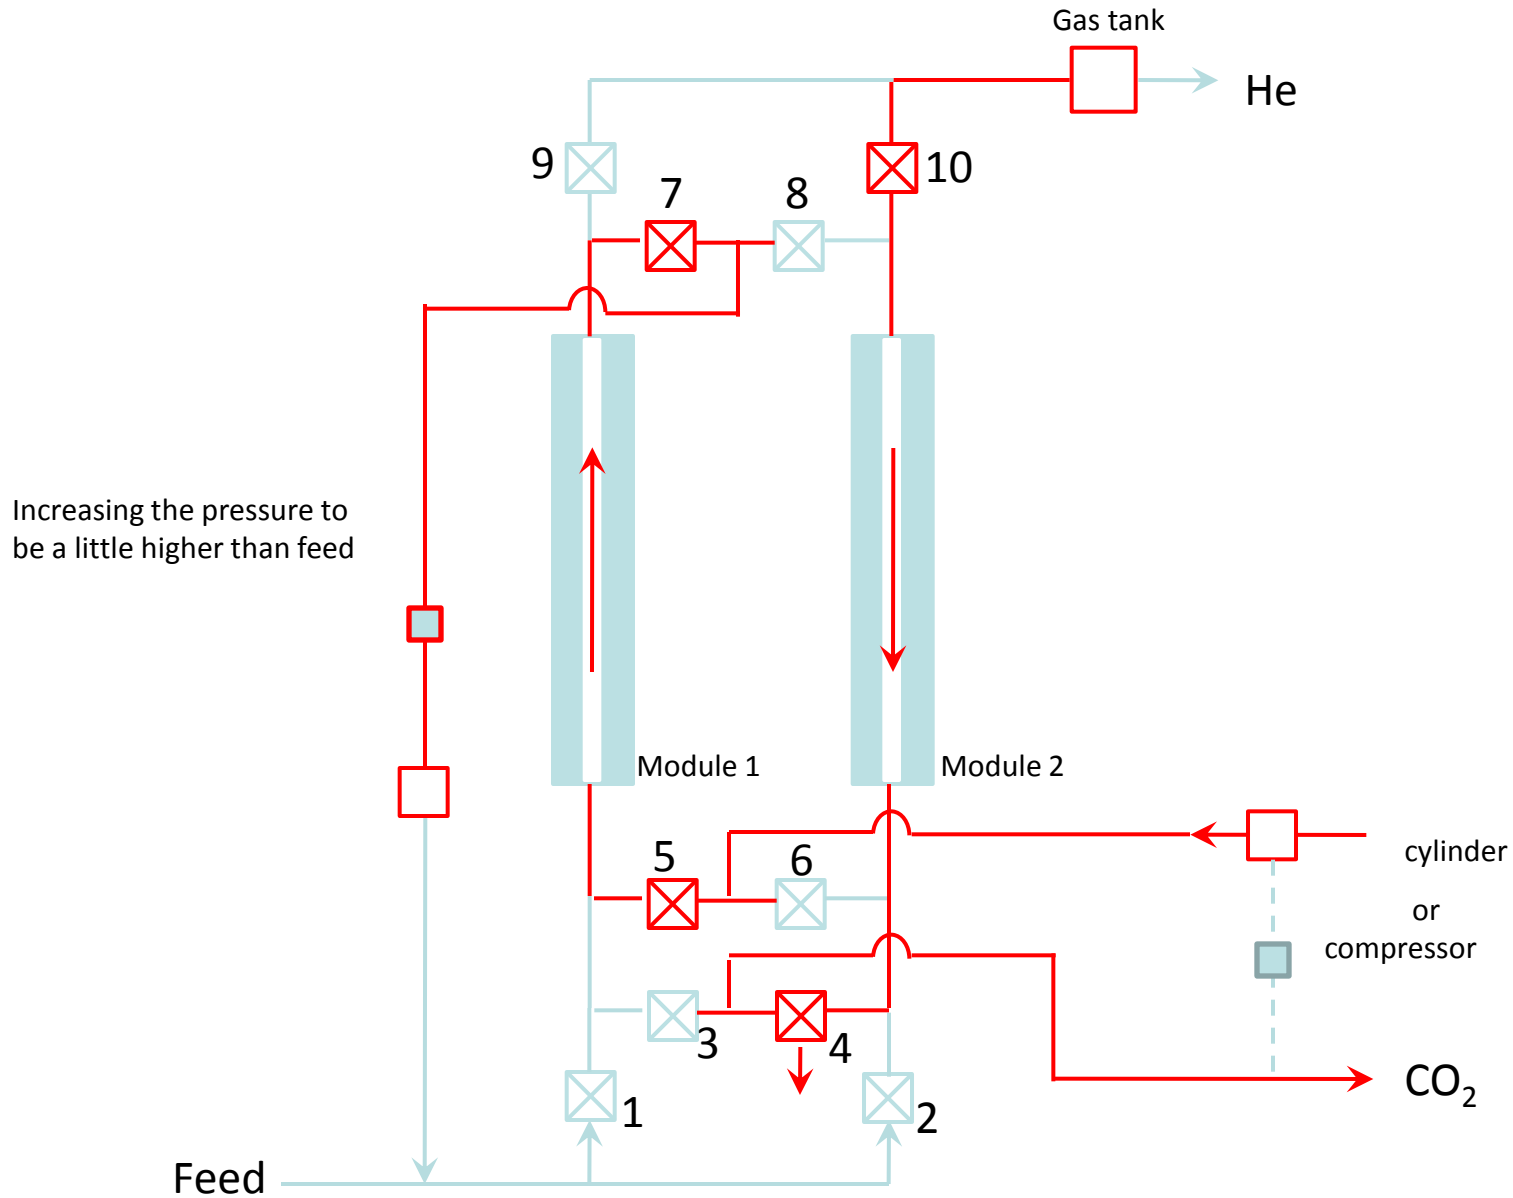 Gas tank
He
9
10
7
8
Increasing the pressure to
be a little higher than feed
Module 1
Module 2
5
6
cylinder
or
compressor
3
4
CO₂
1
2
Feed